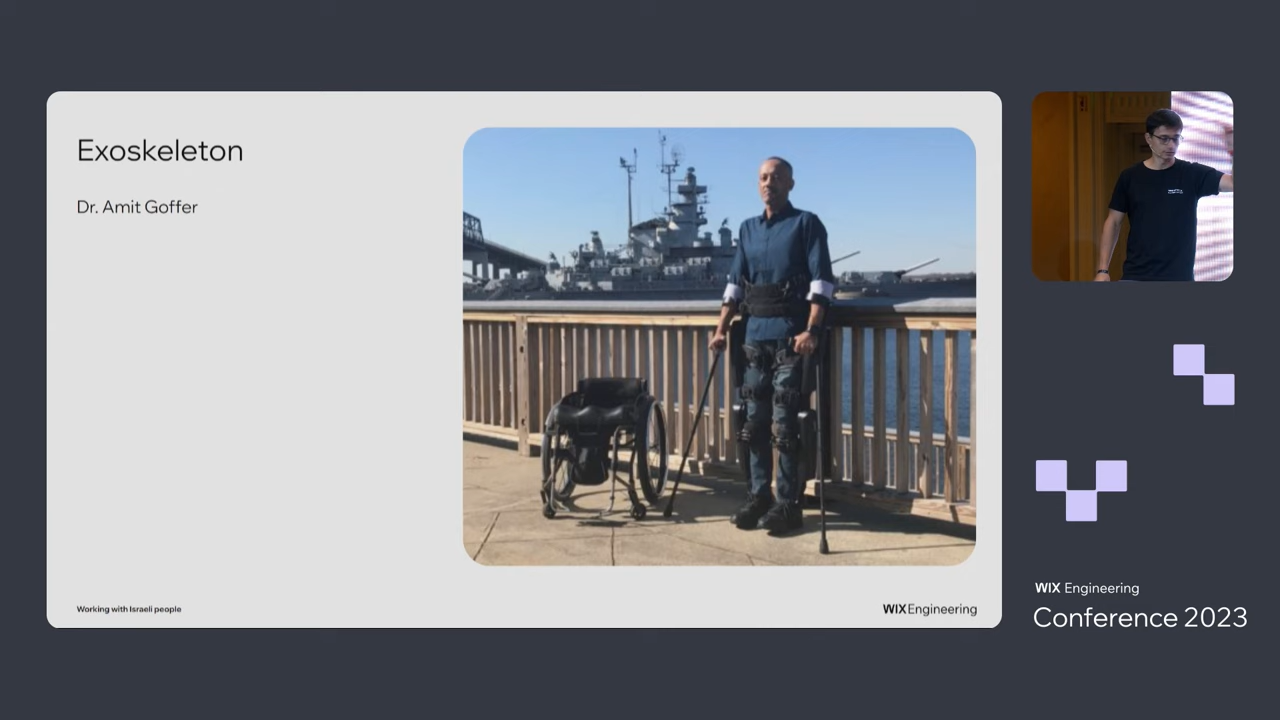 Exoskeleton
Dr. Amit Goffer
Working with Israeli people
WIX Engineering
WIX Engineering
Conference 2023